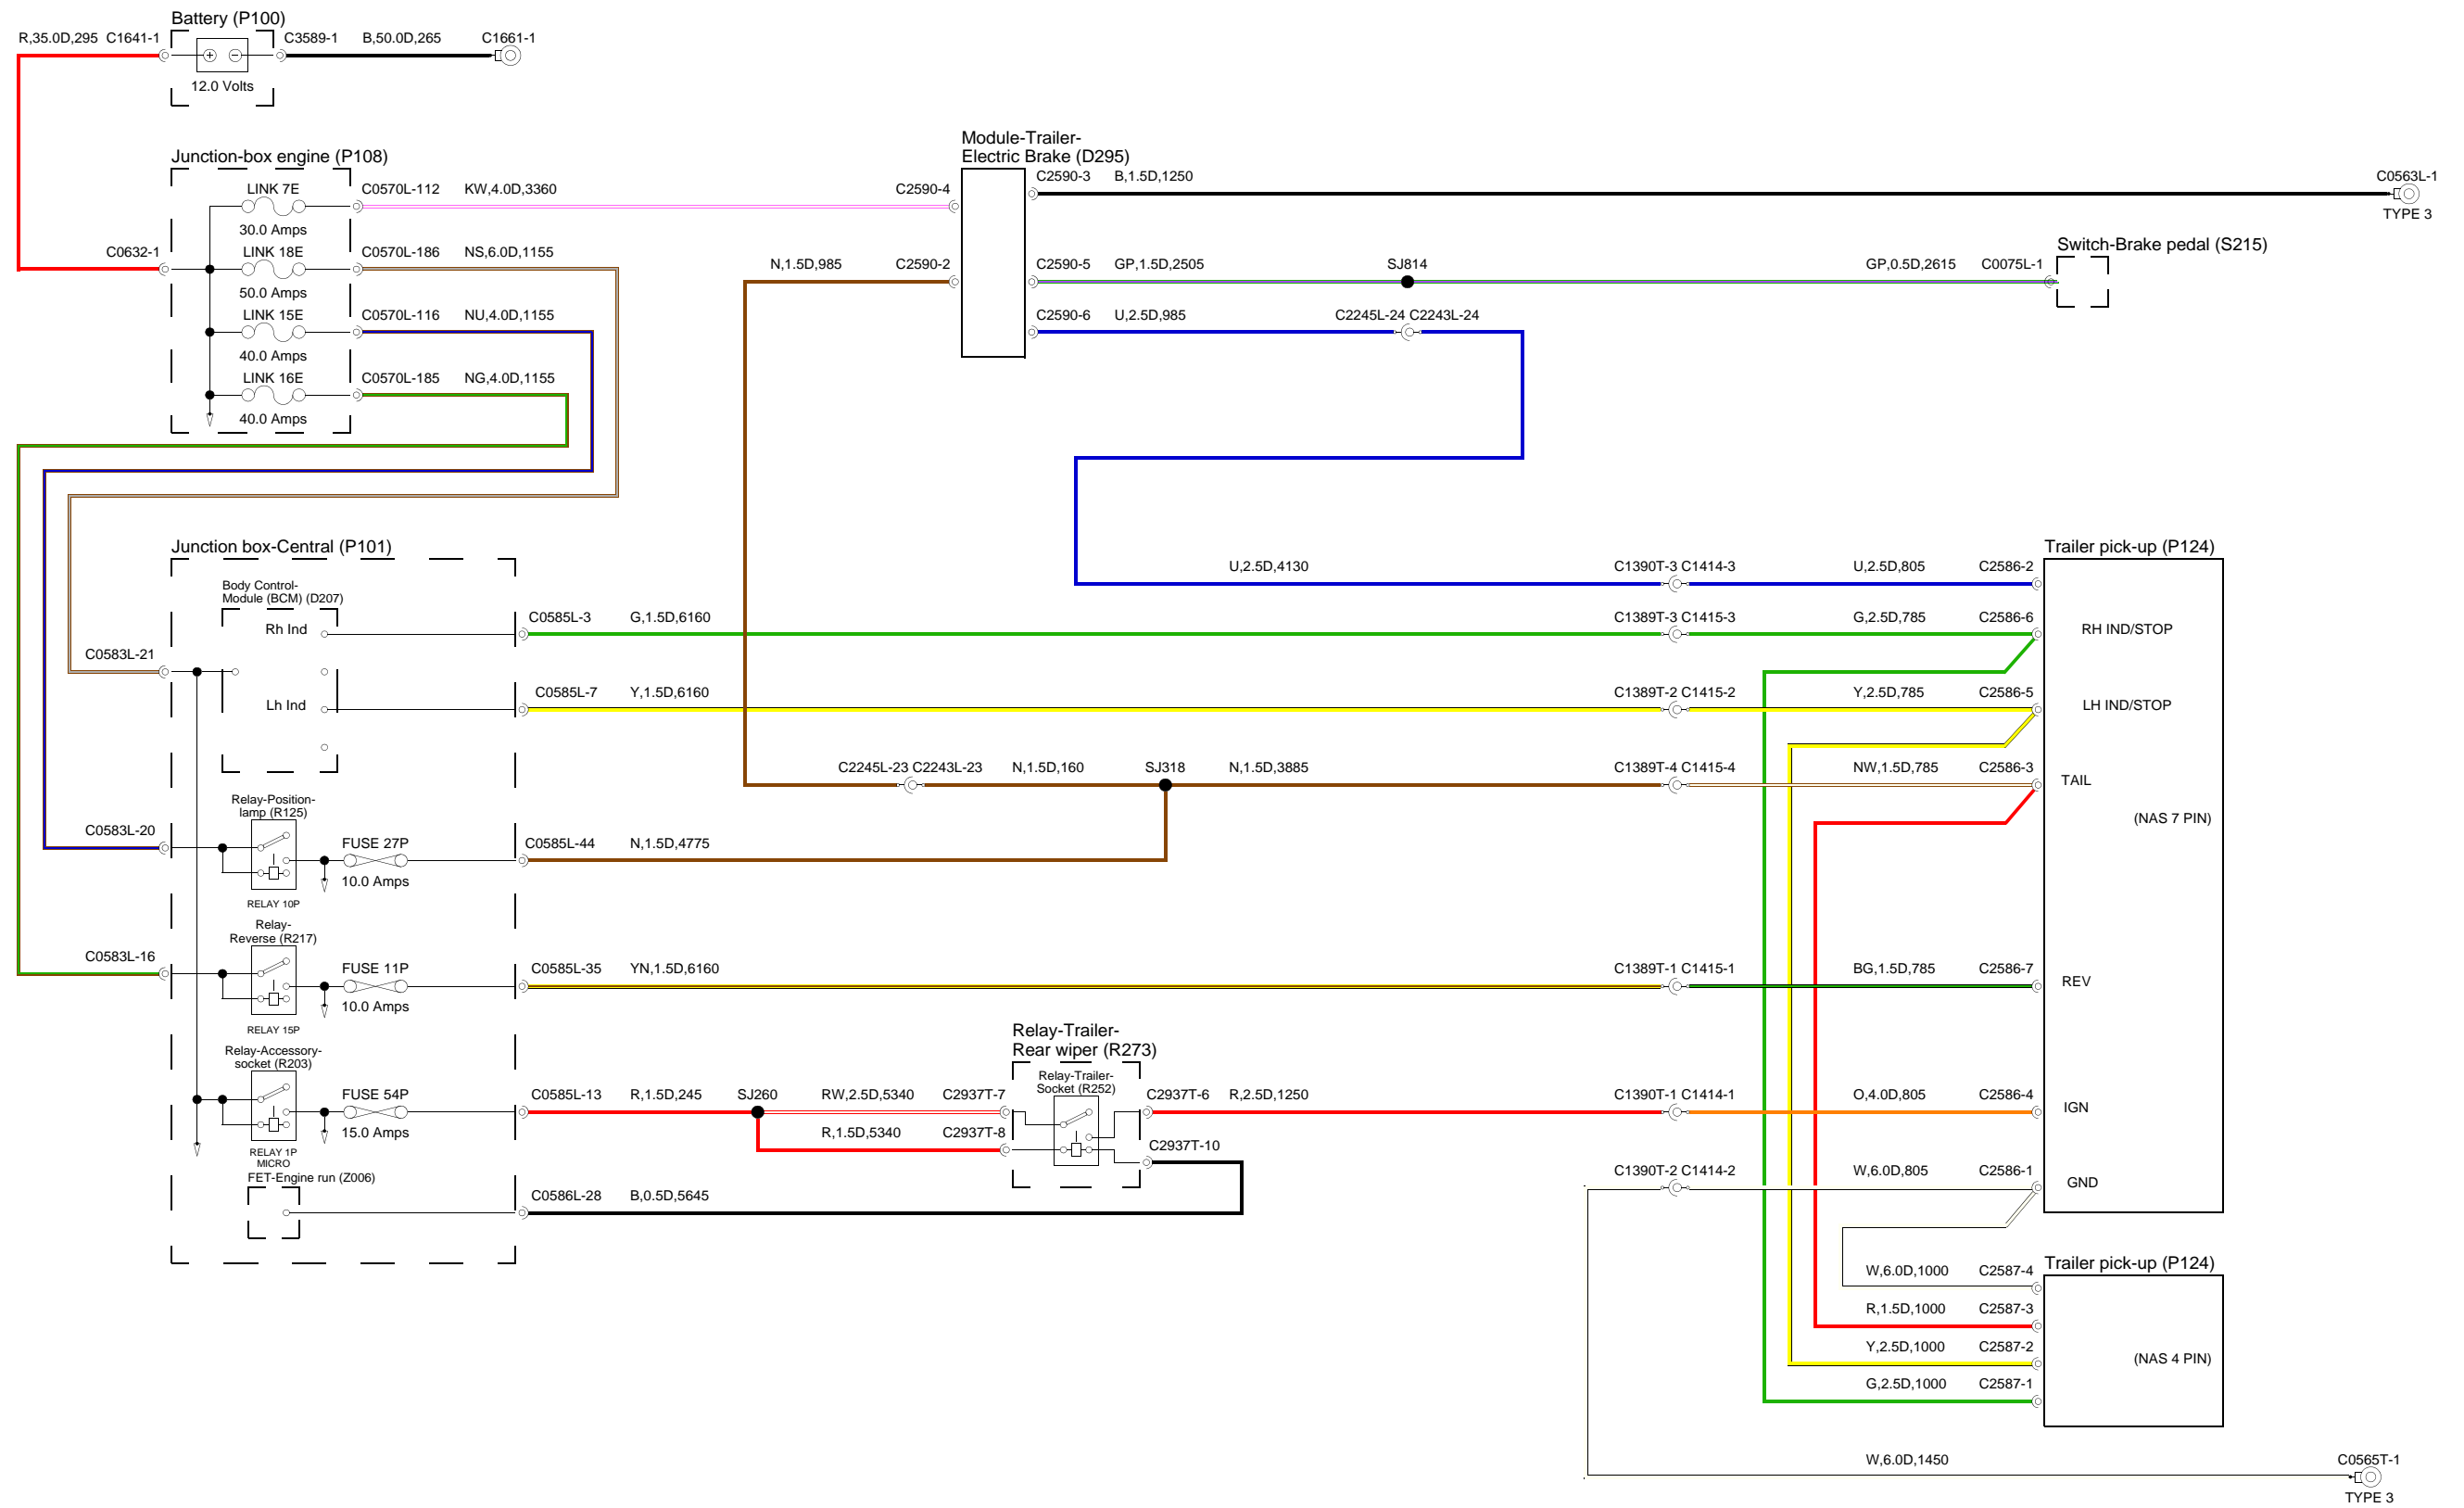 Battery (P100)
R,35.0D,295 C1641-1
C3589-1 B,50.0D,265 C1661-1
12.0 Volts
Junction-box engine (P108)
LINK 7E
30.0 Amps
C0570L-112 KW,4.0D,3360 C2590-4
C0632-1
LINK 18E
50.0 Amps
C0570L-186 NS,6.0D,1155
LINK 15E
40.0 Amps
C0570L-116 NU,4.0D,1155
LINK 16E
40.0 Amps
C0570L-185 NG,4.0D,1155
Module-Trailer-
Electric Brake (D295)
C2590-3 B,1.5D,1250
C0563L-1
TYPE 3
N,1.5D,985 C2590-2
C2590-5 GP,1.5D,2505 SJ814 GP,0.5D,2615 C0075L-1
Switch-Brake pedal (S215)
C2590-6 U,2.5D,985 C2245L-24 C2243L-24
Junction box-Central (P101)
Body Control-
Module (BCM) (D207)
Rh Ind
Lh Ind
C0583L-21
C0583L-20
C0583L-16
Relay-Position-
lamp (R125)
FUSE 27P
10.0 Amps
RELAY 10P
Relay-
Reverse (R217)
FUSE 11P
10.0 Amps
RELAY 15P
Relay-Accessory-
socket (R203)
FUSE 54P
15.0 Amps
RELAY 1P
MICRO
FET-Engine run (Z006)
U,2.5D,4130 C1390T-3 C1414-3 U,2.5D,805 C2586-2
C0585L-3 G,1.5D,6160 C1389T-3 C1415-3 G,2.5D,785 C2586-6
C0585L-7 Y,1.5D,6160 C1389T-2 C1415-2 Y,2.5D,785 C2586-5
C2245L-23 C2243L-23 N,1.5D,160 SJ318 N,1.5D,3885 C1389T-4 C1415-4 NW,1.5D,785 C2586-3
C0585L-44 N,1.5D,4775
C0585L-35 YN,1.5D,6160 C1389T-1 C1415-1 BG,1.5D,785 C2586-7
Relay-Trailer-
Rear wiper (R273)
Relay-Trailer-
Socket (R252)
C0585L-13 R,1.5D,245 SJ260 RW,2.5D,5340 C2937T-7
R,1.5D,5340 C2937T-8
C2937T-6 R,2.5D,1250 C1390T-1 C1414-1 O,4.0D,805 C2586-4
C2937T-10
C1390T-2 C1414-2 W,6.0D,805 C2586-1
C0586L-28 B,0.5D,5645
Trailer pick-up (P124)
RH IND/STOP
LH IND/STOP
TAIL
(NAS 7 PIN)
REV
IGN
GND
Trailer pick-up (P124)
W,6.0D,1000 C2587-4
R,1.5D,1000 C2587-3
Y,2.5D,1000 C2587-2
(NAS 4 PIN)
G,2.5D,1000 C2587-1
W,6.0D,1450 C0565T-1
TYPE 3